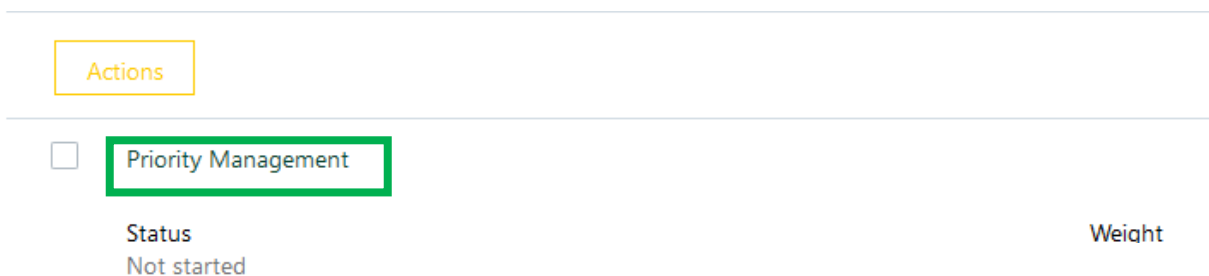 Actions
Priority Management
Status
Weight
Not started